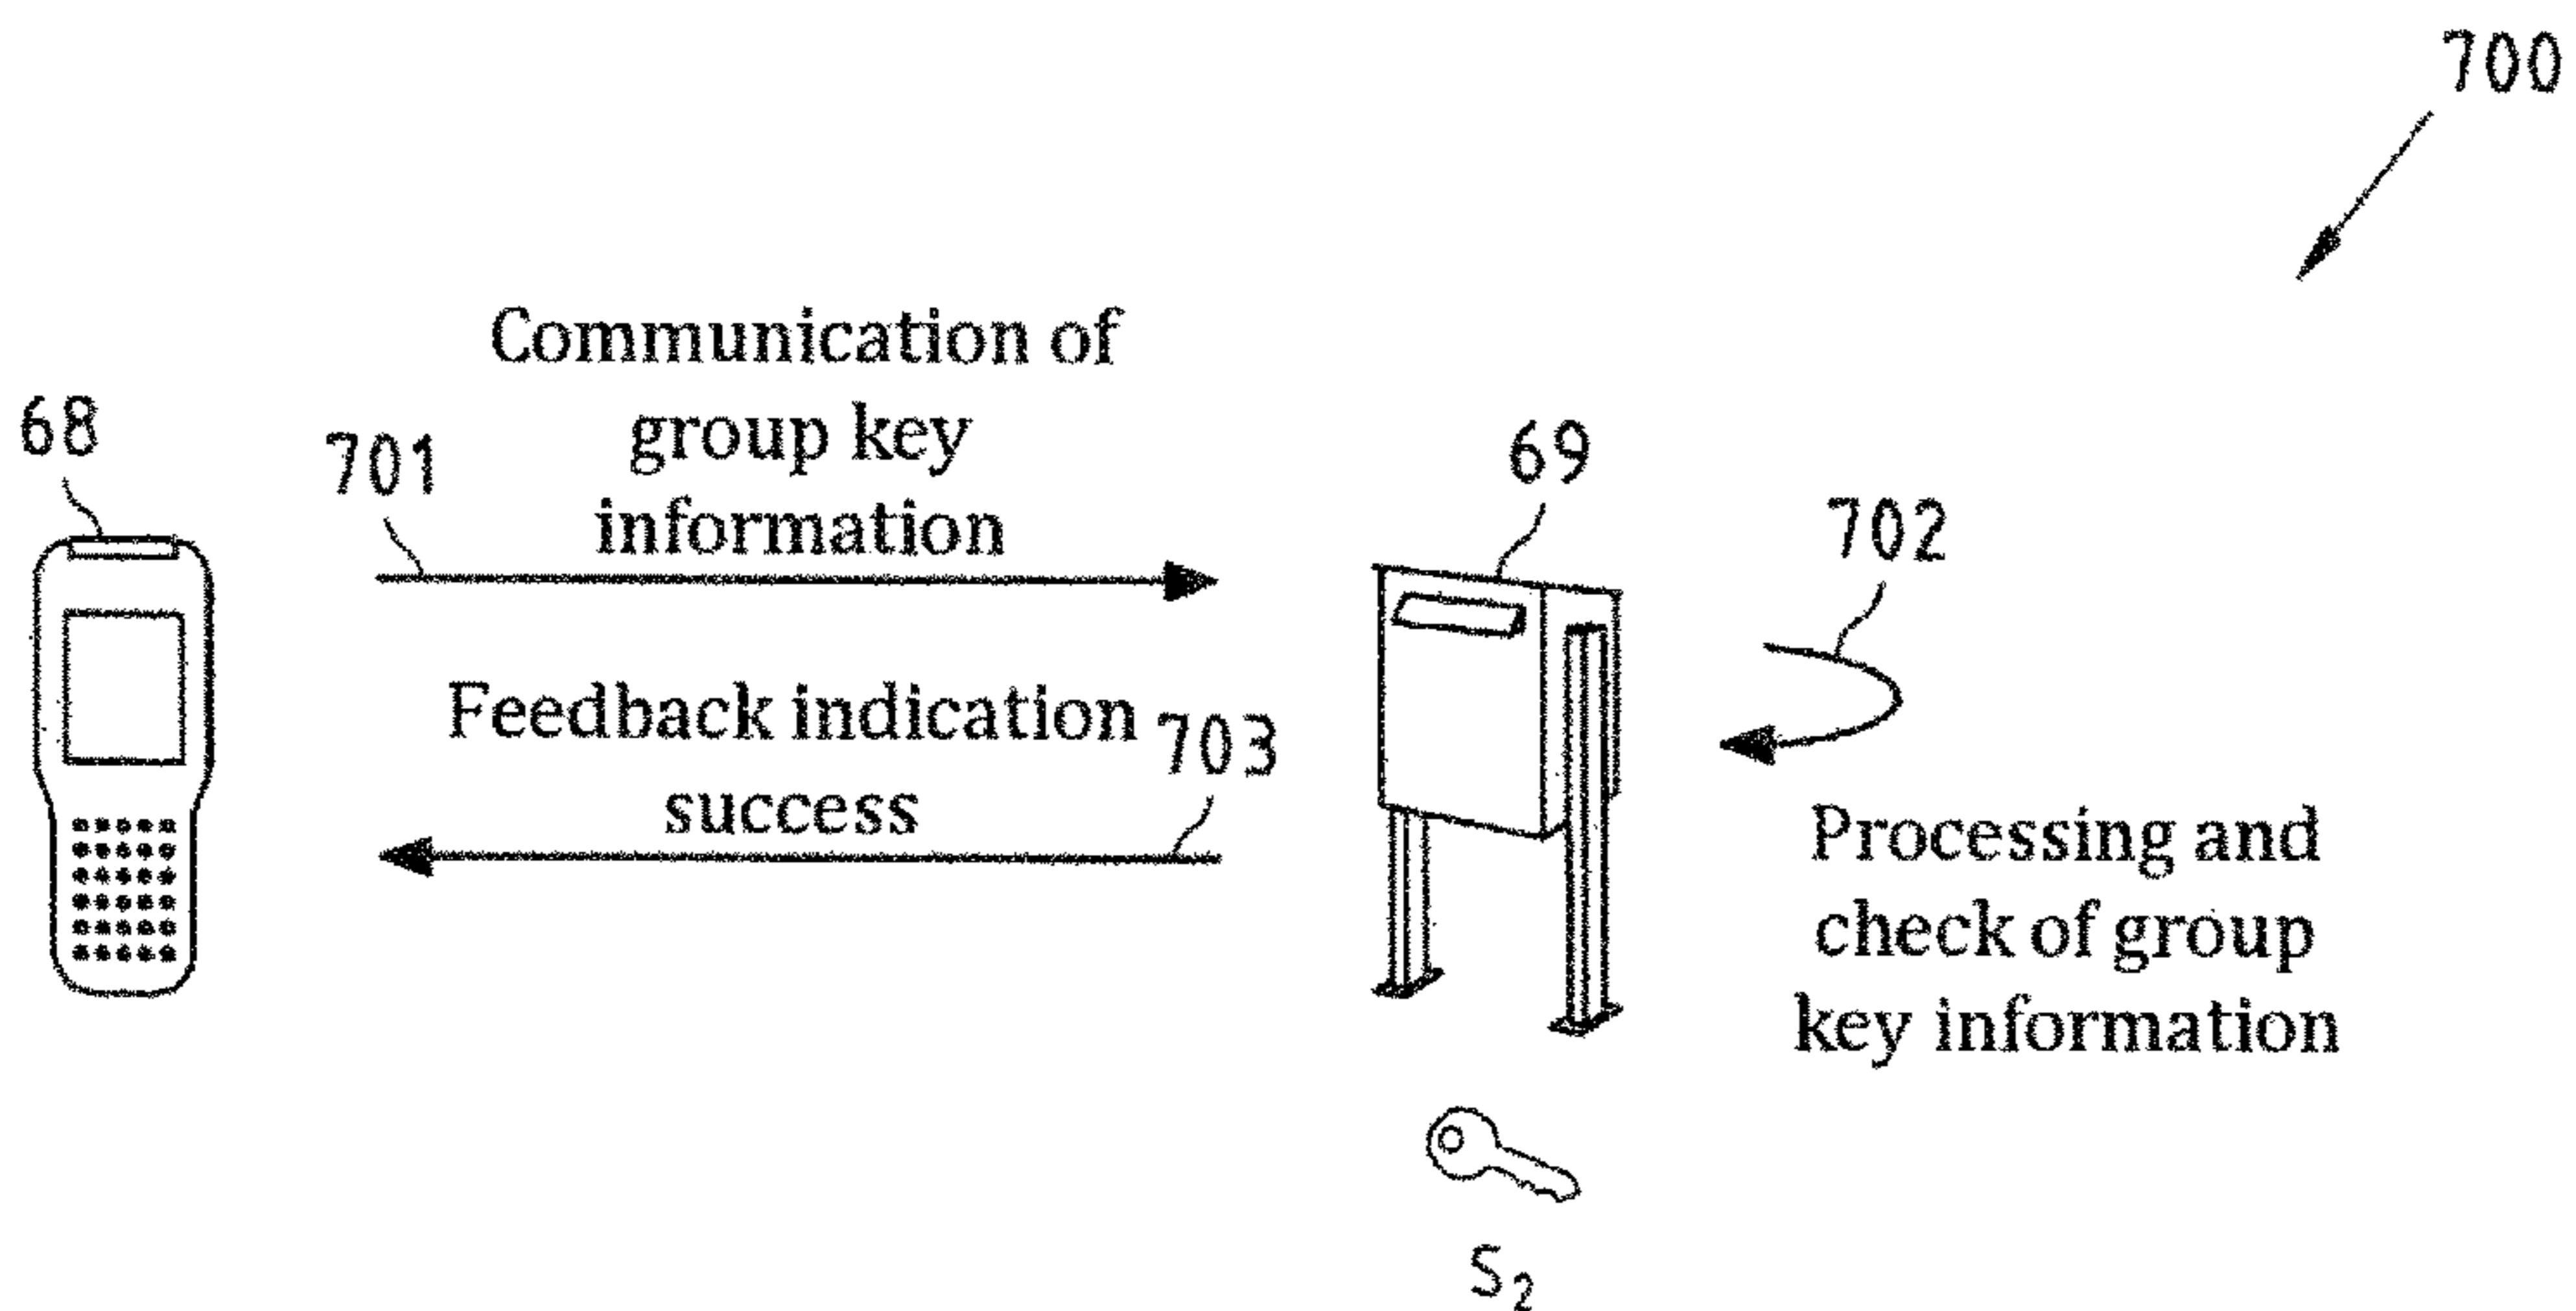 700
Communication of
group key
information
68
701
69
702
Feedback indication
success
703
Processing and
check of group
key information
S2